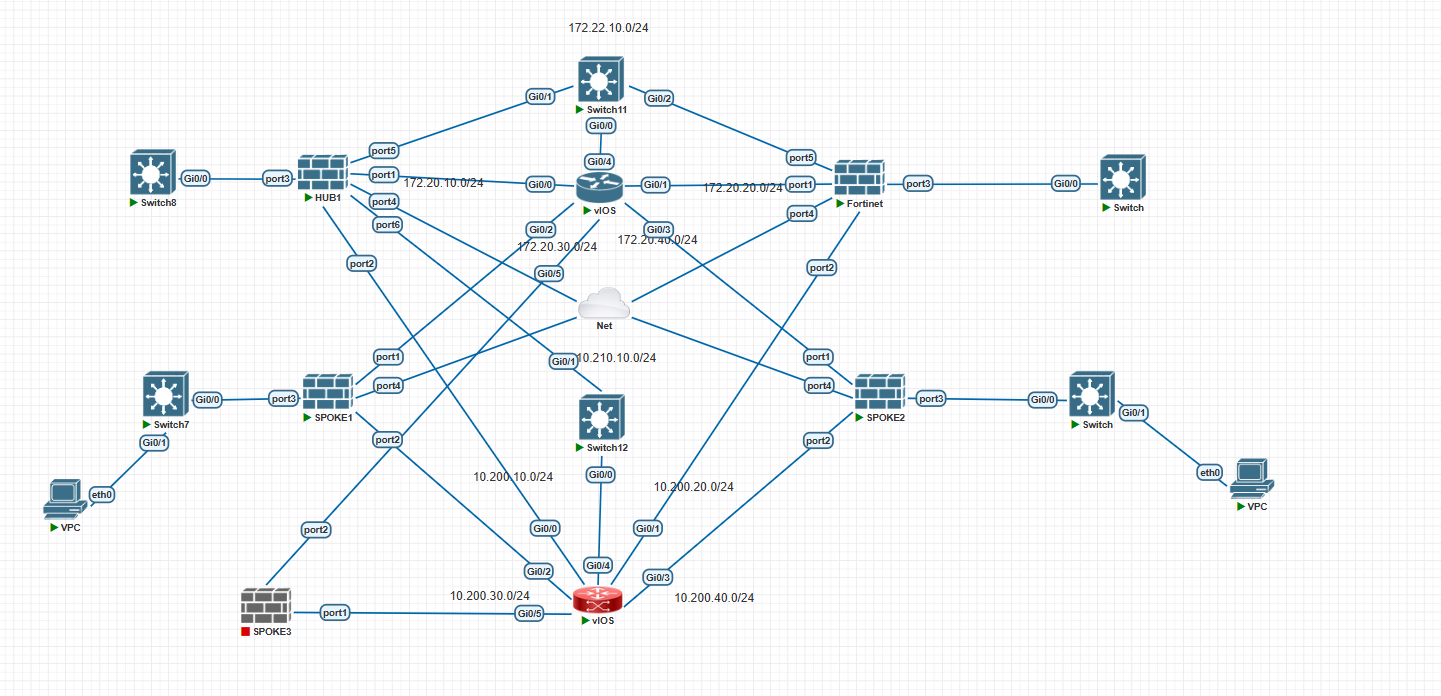 172.22.10.0/24
Switch11
Gi0/1
Gi0/2
Gi0/0
port5
port5
Gi0/4
Switch8
Gi0/0
port3
HUB1
port1
172.20.10.0/24
Gi0/0
vIOS
Gi0/1
172.20.20.0/24
port1
Fortinet
port3
Gi0/0
Switch
port4
port6
port4
Gi0/2
Gi0/3
172.20.30.0/24
172.20.40.0/24
port2
Gi0/5
port2
Net
port1
Gi0/1
10.210.10.0/24
port1
port4
port4
Switch7
Gi0/0
port3
SPOKE1
SPOKE2
port3
Gi0/0
Switch
Gi0/1
Gi0/1
port2
Switch12
port2
Gi0/0
10.200.10.0/24
10.200.20.0/24
eth0
VPC
eth0
VPC
port2
Gi0/0
Gi0/1
Gi0/2
Gi0/4
Gi0/3
10.200.30.0/24
10.200.40.0/24
SPOKE3
port1
Gi0/5
vIOS